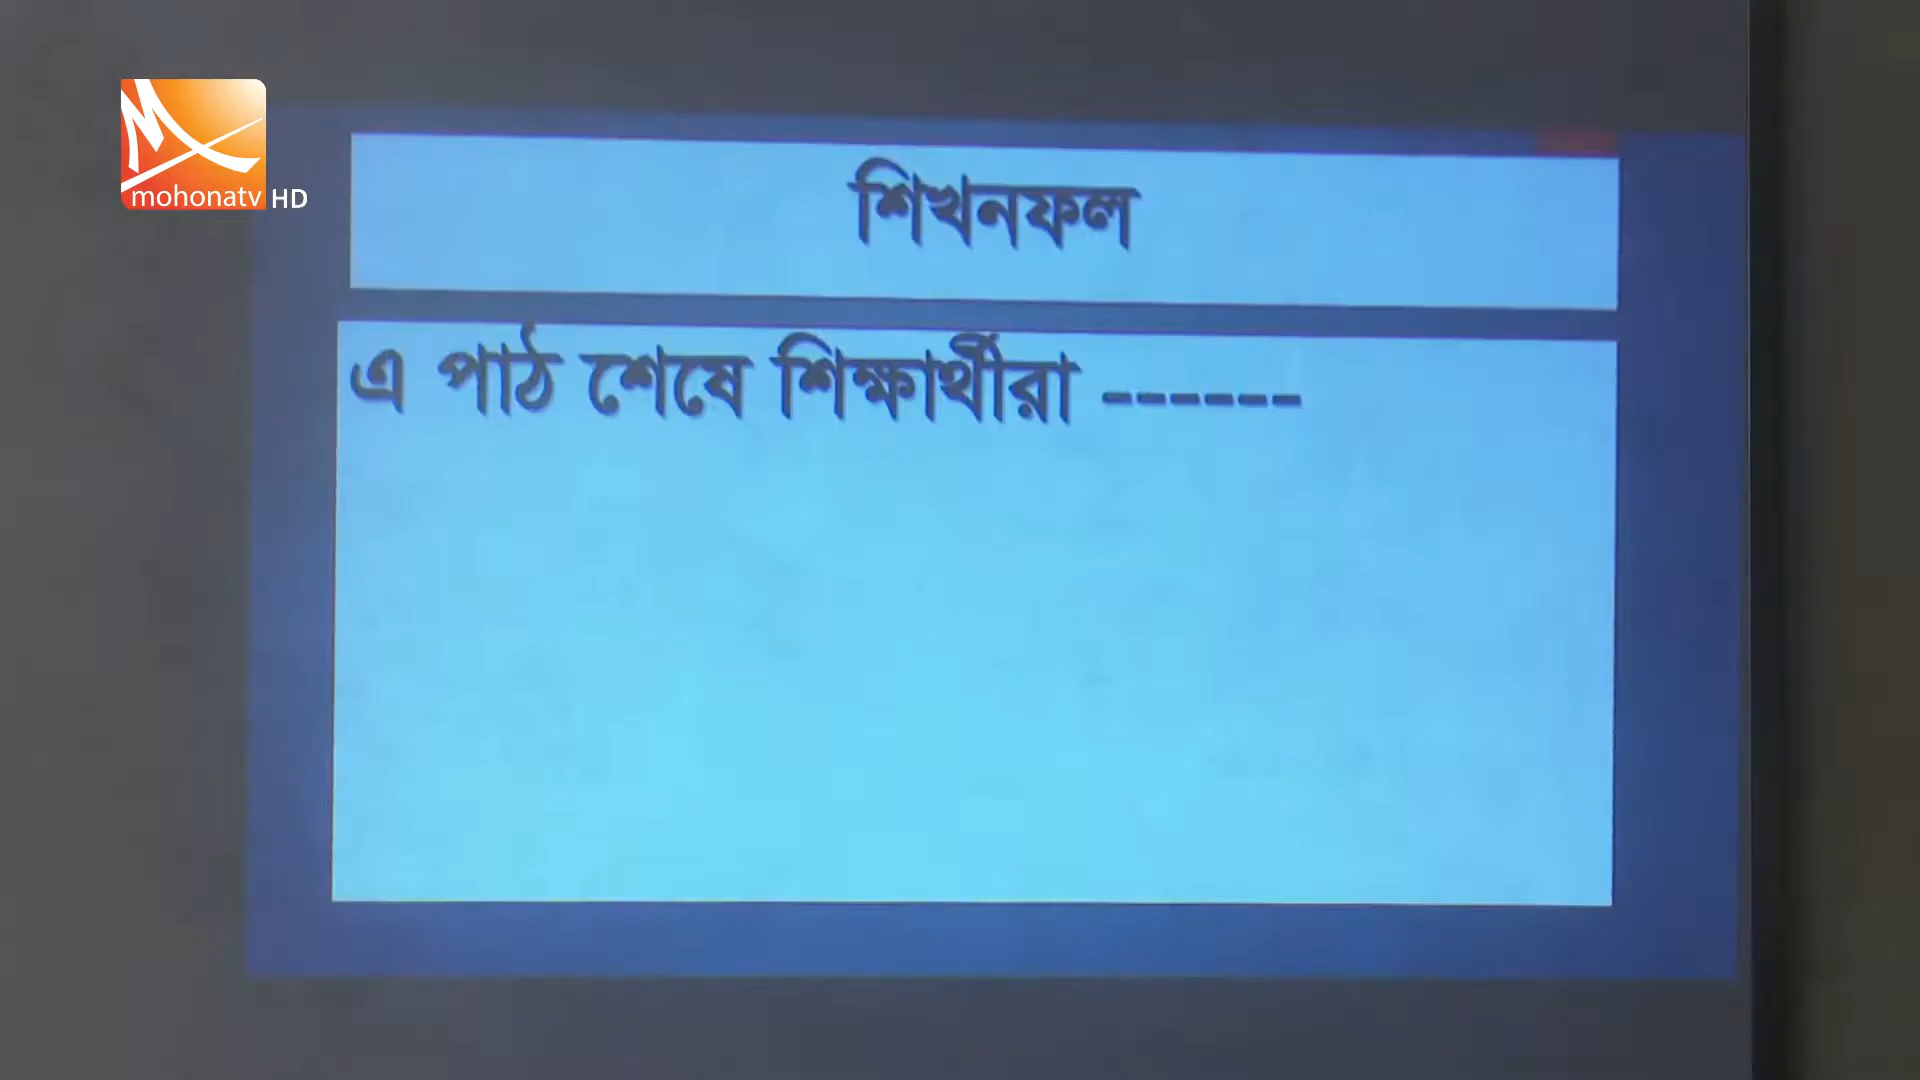 mohonatv HD
শিখনফল
এ পাঠ শেষে শিক্ষার্থীরা ------